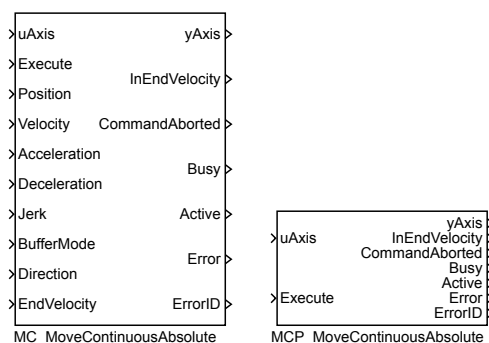 uAxis
Execute
Position
Velocity
Acceleration
Deceleration
Jerk
BufferMode
Direction
EndVelocity
yAxis
InEndVelocity
CommandAborted
Busy
Active
Error
ErrorID
MC_MoveContinuousAbsolute
uAxis
Execute
yAxis
InEndVelocity
CommandAborted
Busy
Active
Error
ErrorID
MCP_MoveContinuousAbsolute